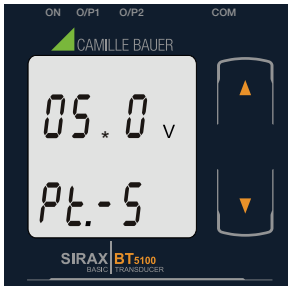 ON O/P1 O/P2 COM
CAMILLE BAUER
05.*0 V
Pt.-S
SIRAX BT5100
BASIC TRANSDUCER